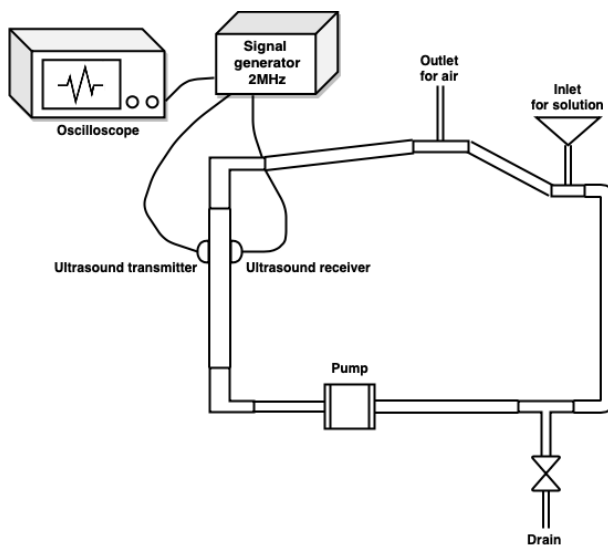 Signal
generator
2MHz
Oscilloscope
Outlet
for air
Inlet
for solution
Ultrasound transmitter
Ultrasound receiver
Pump
Drain